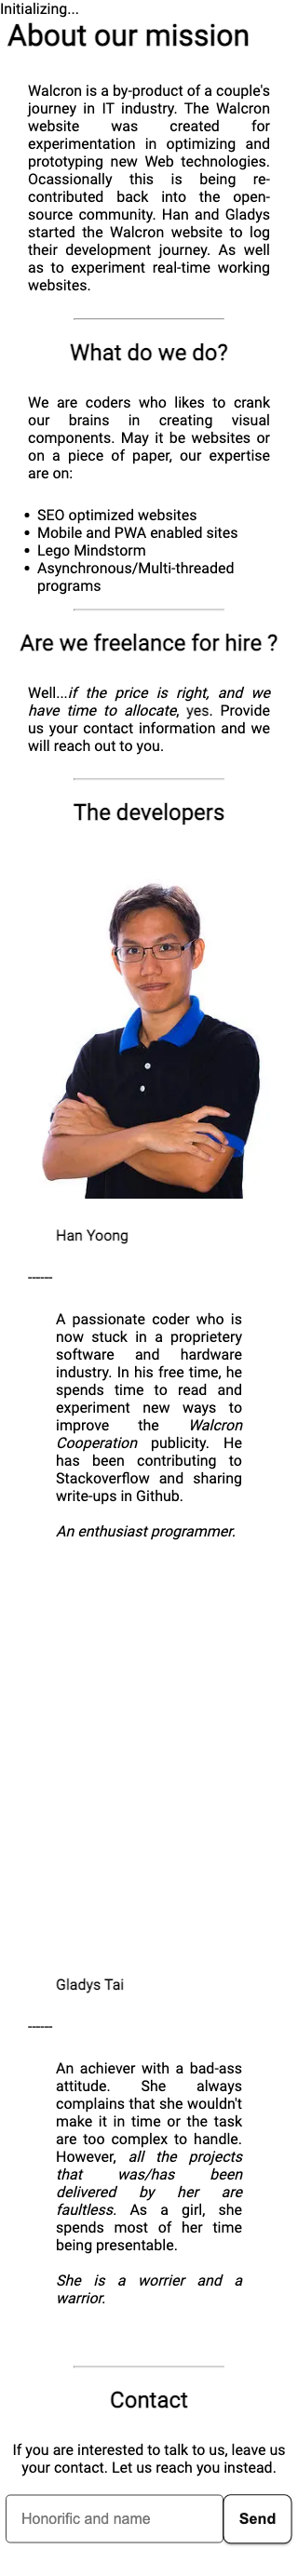 Initializing...
About our mission
Walcron is a by-product of a couple's
journey in IT industry. The Walcron
website was created for
experimentation in optimizing and
prototyping new Web technologies.
Ocassionally this is being re-
contributed back into the open-
source community. Han and Gladys
started the Walcron website to log
their development journey. As well
as to experiment real-time working
websites.
What do we do?
We are coders who likes to crank
our brains in creating visual
components. May it be websites or
on a piece of paper, our expertise
are on:
• SEO optimized websites
• Mobile and PWA enabled sites
• Lego Mindstorm
• Asynchronous/Multi-threaded
programs
Are we freelance for hire ?
Well...if the price is right, and we
have time to allocate, yes. Provide
us your contact information and we
will reach out to you.
The developers
Han Yoong
------
A passionate coder who is
now stuck in a proprietery
software and hardware
industry. In his free time, he
spends time to read and
experiment new ways to
improve the Walcron
Cooperation publicity. He
has been contributing to
Stackoverflow and sharing
write-ups in Github.
An enthusiast programmer.
Gladys Tai
------
An achiever with a bad-ass
attitude. She always
complains that she wouldn't
make it in time or the task
are too complex to handle.
However, all the projects
that was/has been
delivered by her are
faultless. As a girl, she
spends most of her time
being presentable.
She is a worrier and a
warrior.
Contact
If you are interested to talk to us, leave us
your contact. Let us reach you instead.
Honorific and name Send